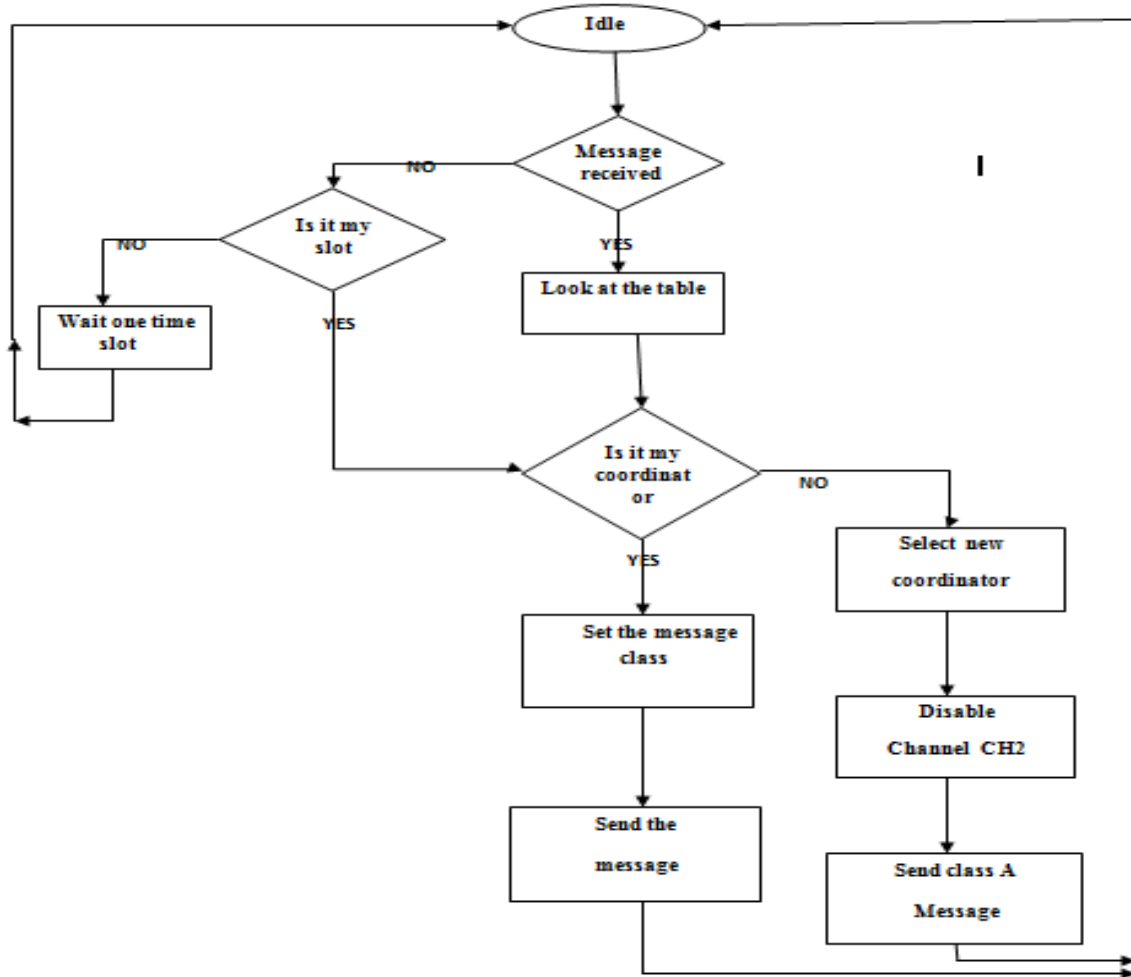 Idle
Message
received
NO
Is it my
slot
NO
YES
Look at the table
Wait one time
slot
YES
Is it my
coordinat
or
NO
YES
Select new
coordinator
Set the message
class
Disable
Channel CH2
Send the
message
Send class A
Message